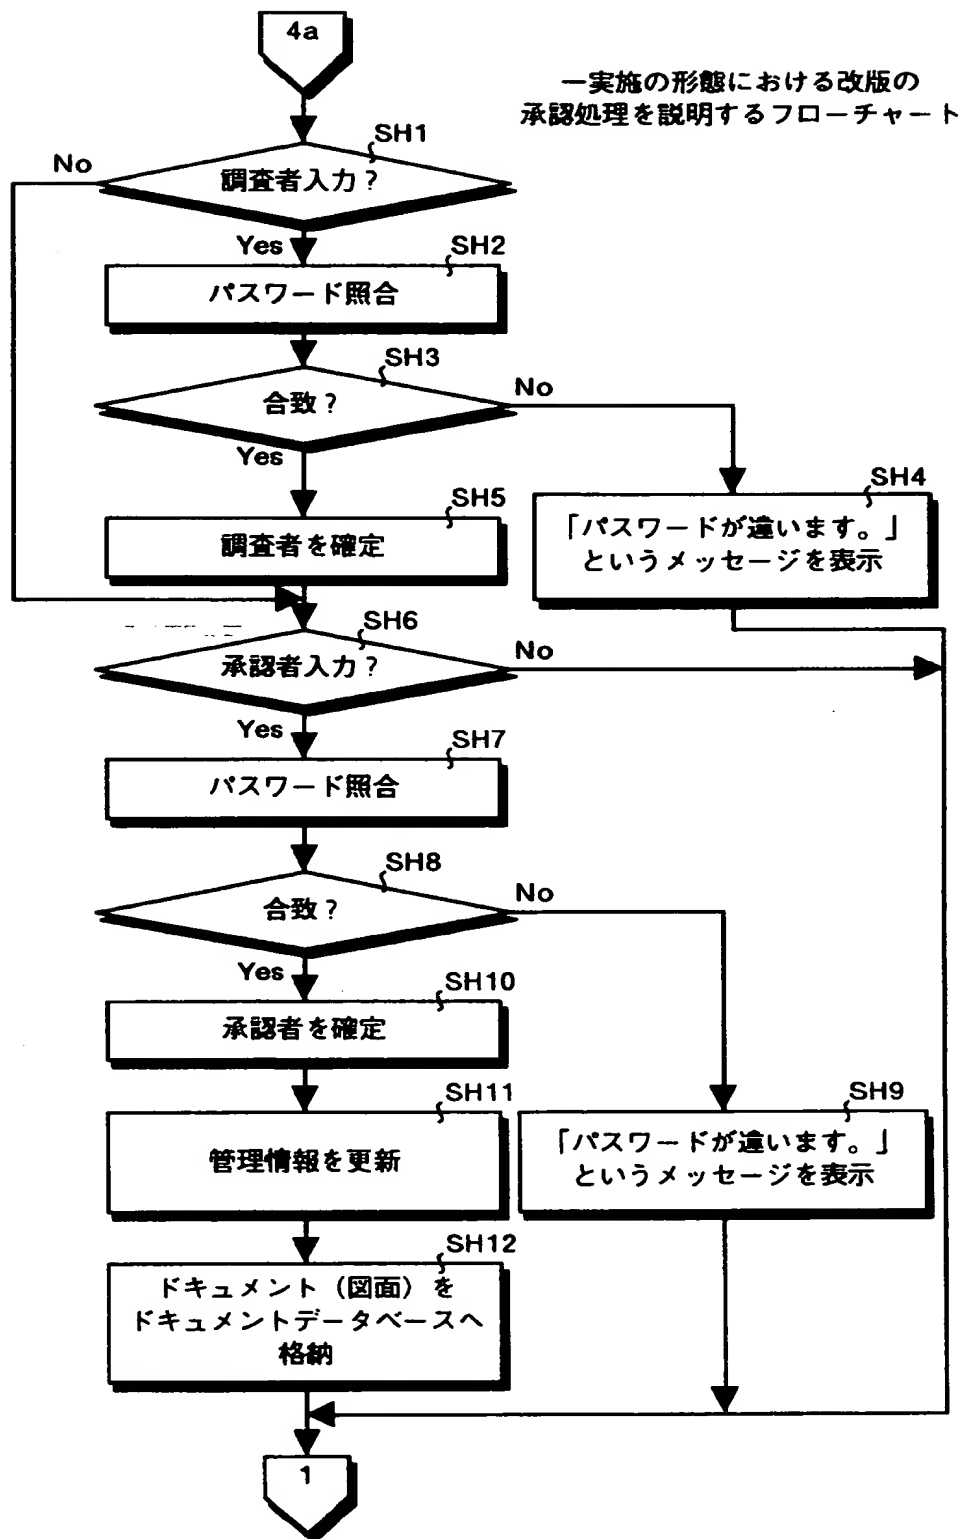 4a
一実施の形態における改版の
承認処理を説明するフローチャート
SH1
No
調査者入力？
Yes
SH2
パスワード照合
SH3
No
合致？
Yes
SH4
SH5
「パスワードが違います。」
というメッセージを表示
調査者を確定
SH6
No
承認者入力？
Yes
SH7
パスワード照合
SH8
No
合致？
Yes
SH10
承認者を確定
SH11
SH9
管理情報を更新
「パスワードが違います。」
というメッセージを表示
SH12
ドキュメント（図面）を
ドキュメントデータベースへ
格納
1